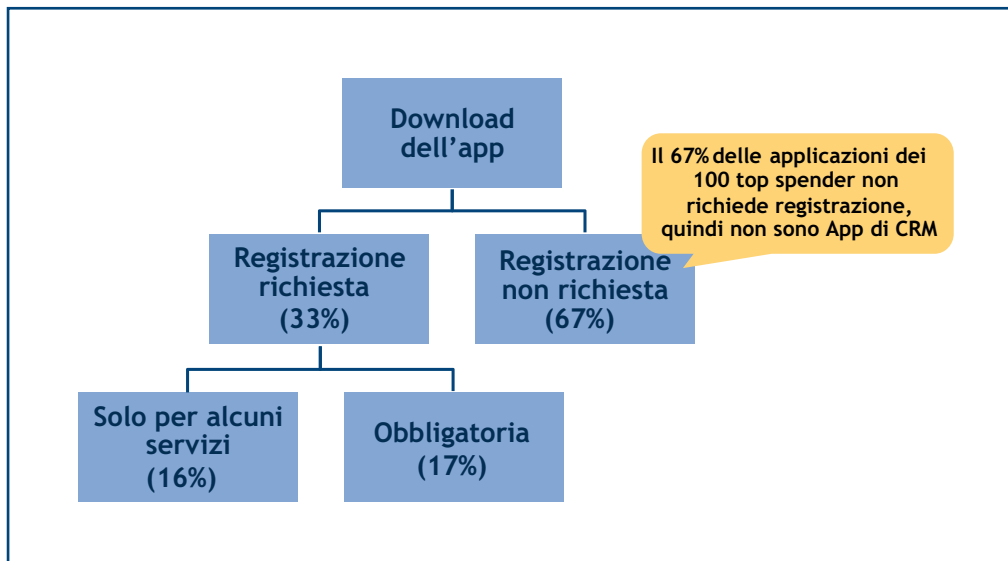 Download
dell’app
Il 67% delle applicazioni dei
100 top spender non
richiede registrazione,
quindi non sono App di CRM
Registrazione
richiesta
(33%)
Registrazione
non richiesta
(67%)
Solo per alcuni
servizi
(16%)
Obbligatoria
(17%)